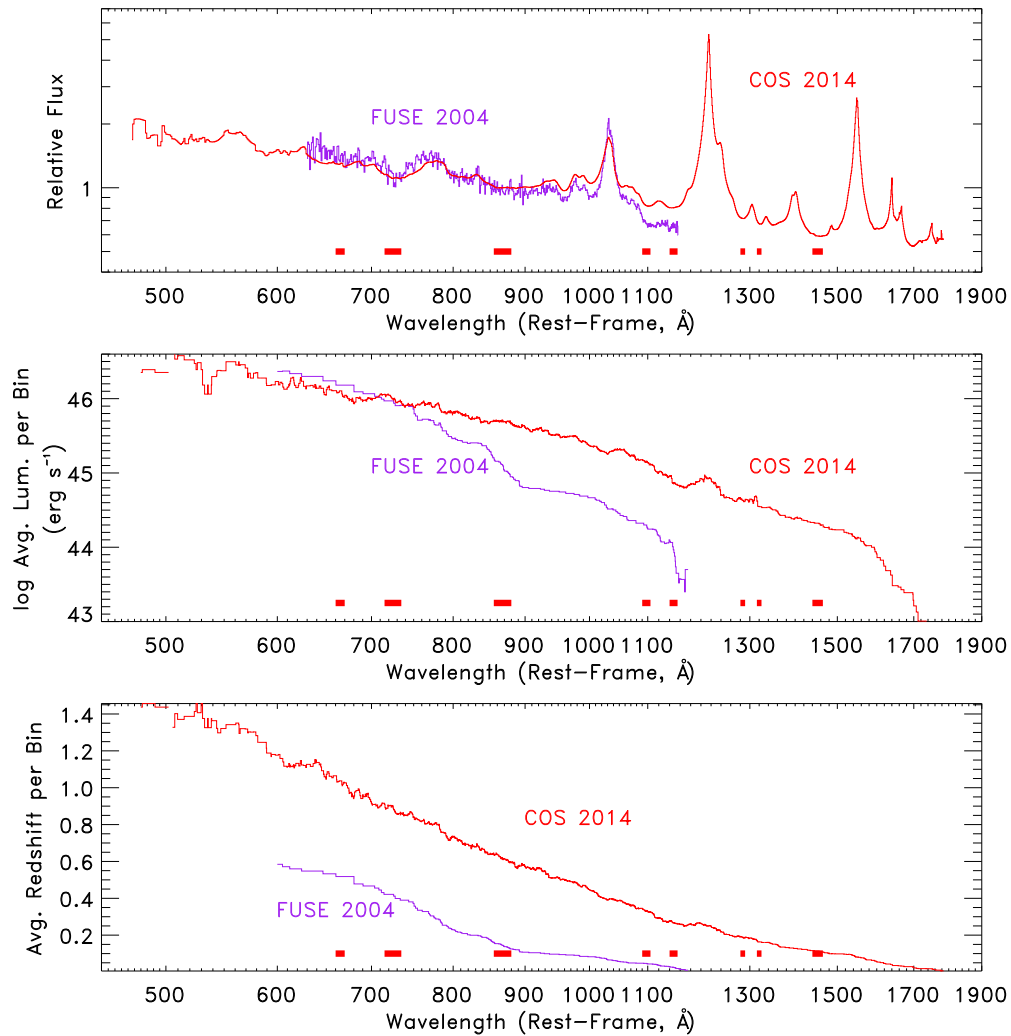 Relative Flux
1
FUSE 2004
COS 2014
500 600 700 800 900 1000 1100 1300 1500 1700 1900
Wavelength (Rest-Frame, Å)
log Avg. Lum. per Bin
(erg s⁻¹)
46
45
44
43
FUSE 2004
COS 2014
500 600 700 800 900 1000 1100 1300 1500 1700 1900
Wavelength (Rest-Frame, Å)
Avg. Redshift per Bin
1.4
1.2
1.0
0.8
0.6
0.4
0.2
COS 2014
FUSE 2004
500 600 700 800 900 1000 1100 1300 1500 1700 1900
Wavelength (Rest-Frame, Å)